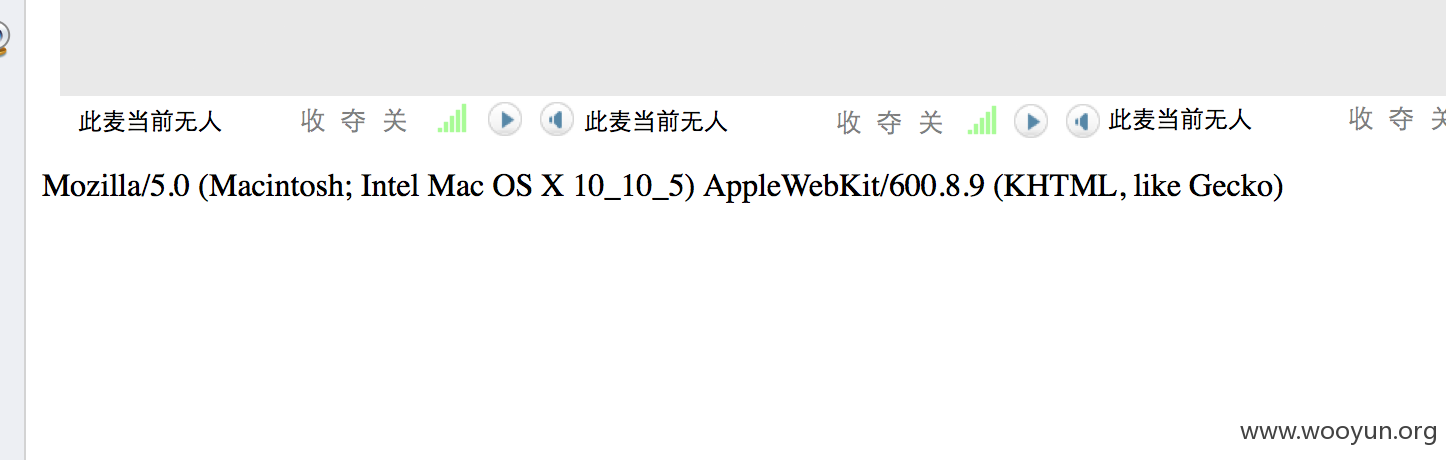 此麦当前无人 收 夺 关 此麦当前无人 收 夺 关 此麦当前无人 收 夺
Mozilla/5.0 (Macintosh; Intel Mac OS X 10_10_5) AppleWebKit/600.8.9 (KHTML, like Gecko)
www.wooyun.org